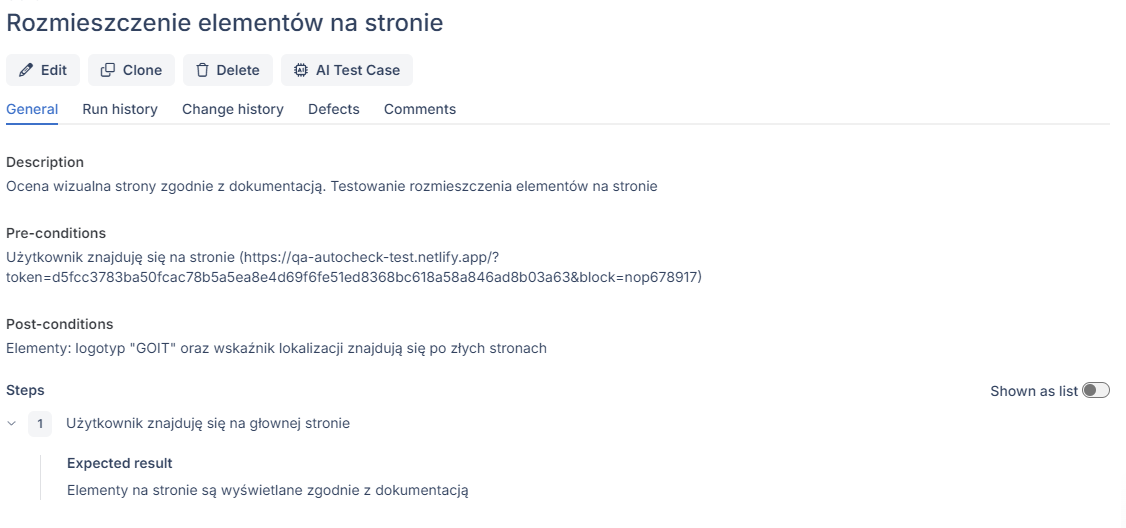 Rozmieszczenie elementów na stronie
Edit Clone Delete AI Test Case
General Run history Change history Defects Comments
Description
Ocena wizualna strony zgodnie z dokumentacją. Testowanie rozmieszczenia elementów na stronie
Pre-conditions
Użytkownik znajduję się na stronie (https://qa-autocheck-test.netlify.app/?
token=d5fcc3783ba50fcac78b5a5ea8e4d69f6fe51ed8368bc618a58a846ad8b03a63&block=nop678917)
Post-conditions
Elementy: logotyp "GOIT" oraz wskaźnik lokalizacji znajdują się po złych stronach
Steps Shown as list
1 Użytkownik znajduję się na głownej stronie
Expected result
Elementy na stronie są wyświetlane zgodnie z dokumentacją